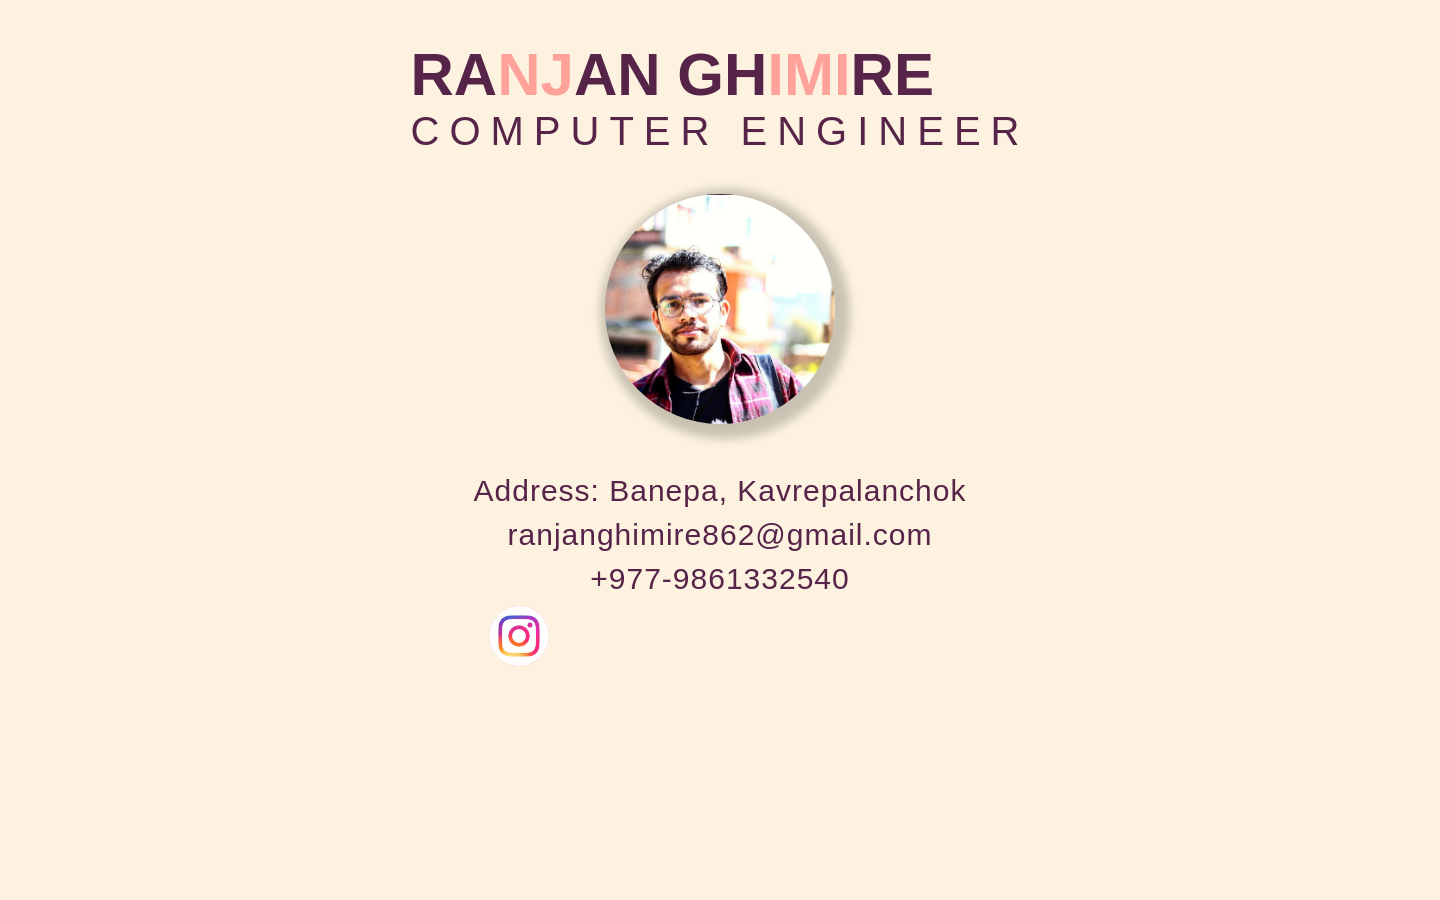 RANJAN GHIMIRE
COMPUTER ENGINEER
Address: Banepa, Kavrepalanchok
ranjanghimire862@gmail.com
+977-9861332540